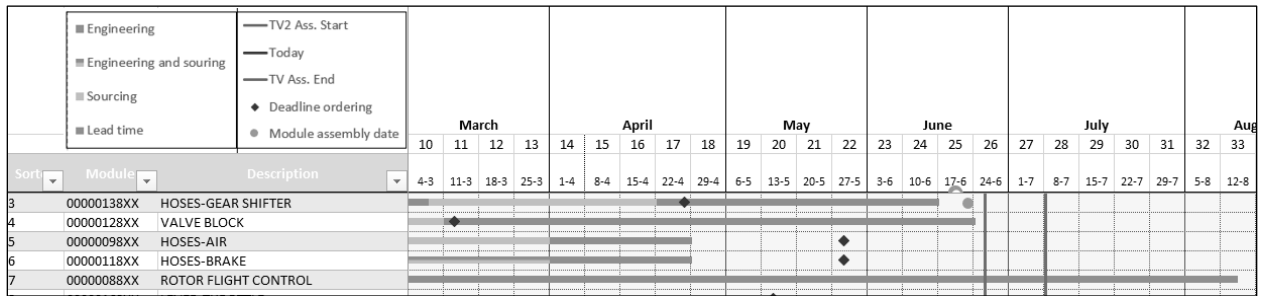 Engineering
Engineering and souring
Sourcing
Lead time
TV2 Ass. Start
Today
TV Ass. End
Deadline ordering
Module assembly date
March April May June July Aug
10 11 12 13 14 15 16 17 18 19 20 21 22 23 24 25 26 27 28 29 30 31 32 33
Sort Module Description 4-3 11-3 18-3 25-3 1-4 8-4 15-4 22-4 29-4 6-5 13-5 20-5 27-5 3-6 10-6 17-6 24-6 1-7 8-7 15-7 22-7 29-7 5-8 12-8
3 00000138XX HOSES-GEAR SHIFTER
4 00000128XX VALVE BLOCK
5 00000098XX HOSES-AIR
6 00000118XX HOSES-BRAKE
7 00000088XX ROTOR FLIGHT CONTROL